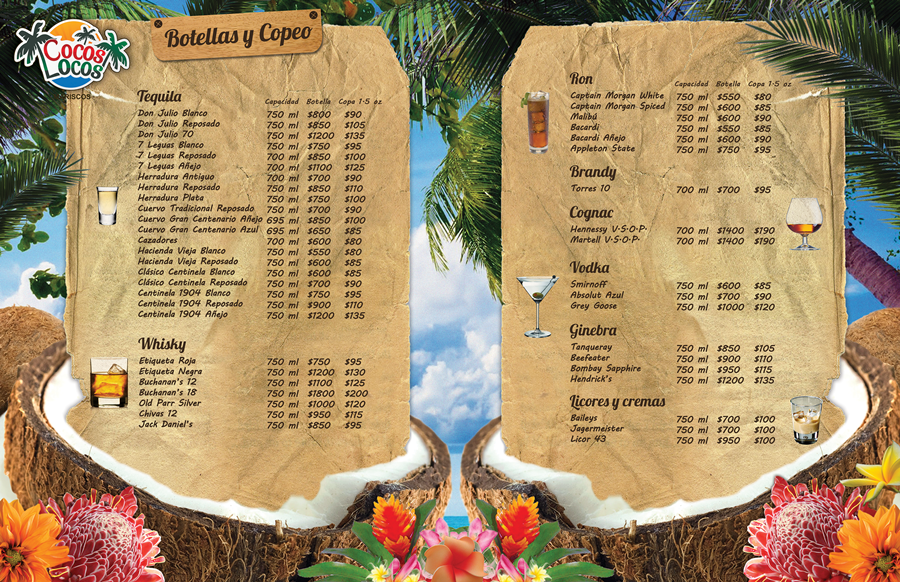 Cocos
Locos
RISCOS
Botellas y Copeo
Tequila
Capacidad Botella Copa 1.5 oz
Don Julio Blanco 750 ml $800 $90
Don Julio Reposado 750 ml $850 $105
Don Julio 70 750 ml $1200 $135
7 Leguas Blanco 750 ml $750 $95
7 Leguas Reposado 700 ml $850 $100
7 Leguas Añejo 700 ml $1100 $125
Herradura Antiguo 700 ml $700 $90
Herradura Reposado 750 ml $850 $110
Herradura Plata 750 ml $750 $100
Cuervo Tradicional Reposado 750 ml $700 $90
Cuervo Gran Centenario Añejo 695 ml $850 $100
Cuervo Gran Centenario Azul 695 ml $650 $85
Cazadores 700 ml $600 $80
Hacienda Vieja Blanco 750 ml $550 $80
Hacienda Vieja Reposado 750 ml $600 $85
Clásico Centinela Blanco 750 ml $600 $85
Clásico Centinela Reposado 750 ml $700 $90
Centinela 1904 Blanco 750 ml $750 $95
Centinela 1904 Reposado 750 ml $900 $110
Centinela 1904 Añejo 750 ml $1200 $135
Whisky
Etiqueta Roja 750 ml $750 $95
Etiqueta Negra 750 ml $1200 $130
Buchanan's 12 750 ml $1100 $125
Buchanan's 18 750 ml $1800 $200
Old Parr Silver 750 ml $1000 $120
Chivas 12 750 ml $950 $115
Jack Daniel's 750 ml $850 $95
Ron
Capacidad Botella Copa 1.5 oz
Captain Morgan White 750 ml $550 $80
Captain Morgan Spiced 750 ml $600 $85
Malibú 750 ml $600 $90
Bacardi 750 ml $550 $85
Bacardi Añejo 750 ml $600 $90
Appleton State 750 ml $750 $95
Brandy
Torres 10 700 ml $700 $95
Cognac
Hennessy V.S.O.P. 700 ml $1400 $190
Martell V.S.O.P. 700 ml $1400 $190
Vodka
Smirnoff 750 ml $600 $85
Absolut Azul 750 ml $700 $90
Grey Goose 750 ml $1000 $120
Ginebra
Tanqueray 750 ml $850 $105
Beefeater 750 ml $900 $110
Bombay Sapphire 750 ml $950 $115
Hendrick's 750 ml $1200 $135
Licores y cremas
Baileys 750 ml $700 $100
Jagermeister 750 ml $700 $100
Licor 43 750 ml $950 $100